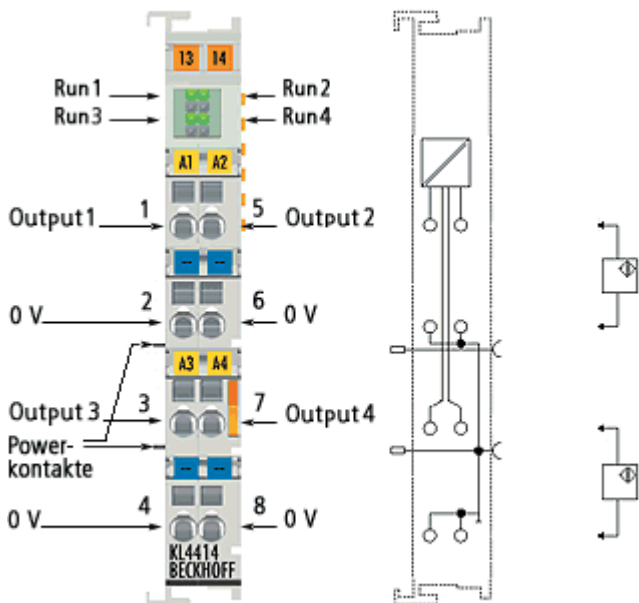 13 14
Run 1
Run 2
Run 3
Run 4
A1 A2
Output 1 1 5 Output 2
-- --
0 V 2 6 0 V
A3 A4
Output 3 3 7 Output 4
Power-
kontakte
-- --
0 V 4 8 0 V
KL4414
BECKHOFF